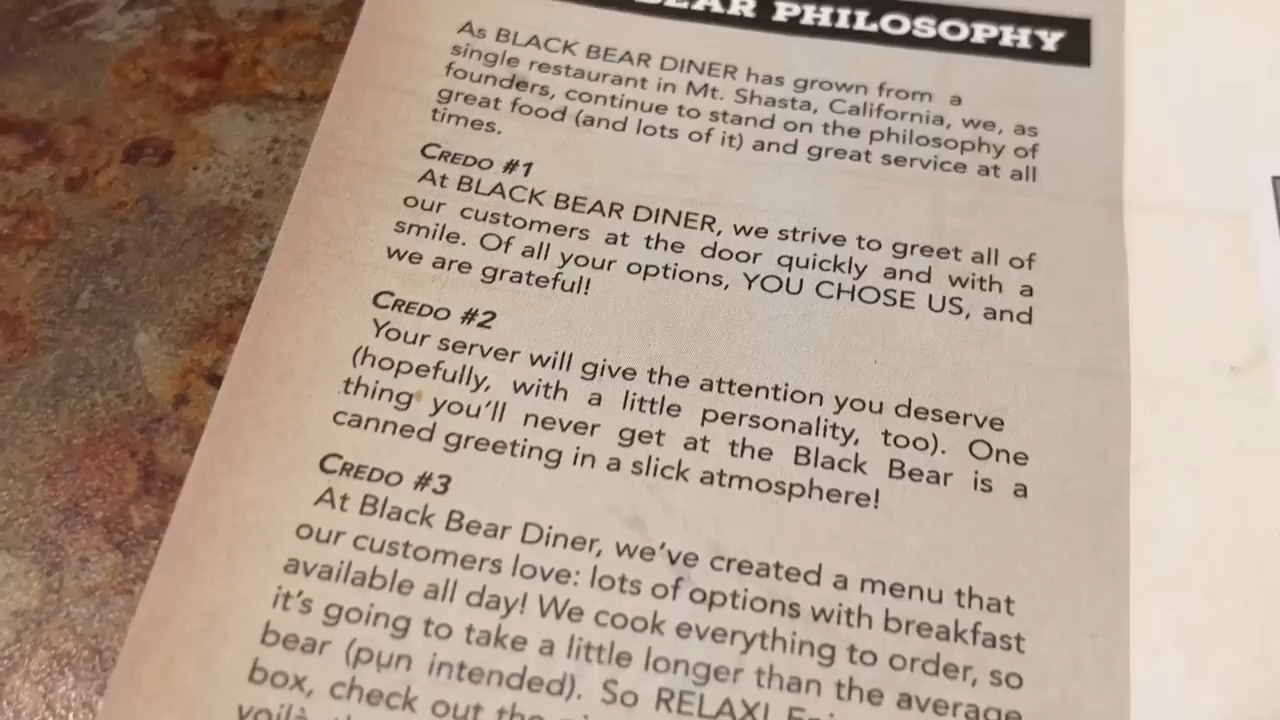 BEAR PHILOSOPHY
As BLACK BEAR DINER has grown from a
single restaurant in Mt. Shasta, California, we, as
founders, continue to stand on the philosophy of
great food (and lots of it) and great service at all
times.
CREDO #1
At BLACK BEAR DINER, we strive to greet all of
our customers at the door quickly and with a
smile. Of all your options, YOU CHOSE US, and
we are grateful!
CREDO #2
Your server will give the attention you deserve
(hopefully, with a little personality, too). One
thing you'll never get at the Black Bear is a
canned greeting in a slick atmosphere!
CREDO #3
At Black Bear Diner, we've created a menu that
our customers love: lots of options with breakfast
available all day! We cook everything to order, so
it's going to take a little longer than the average
bear (pun intended). So RELAX!
box, check out the
voilà